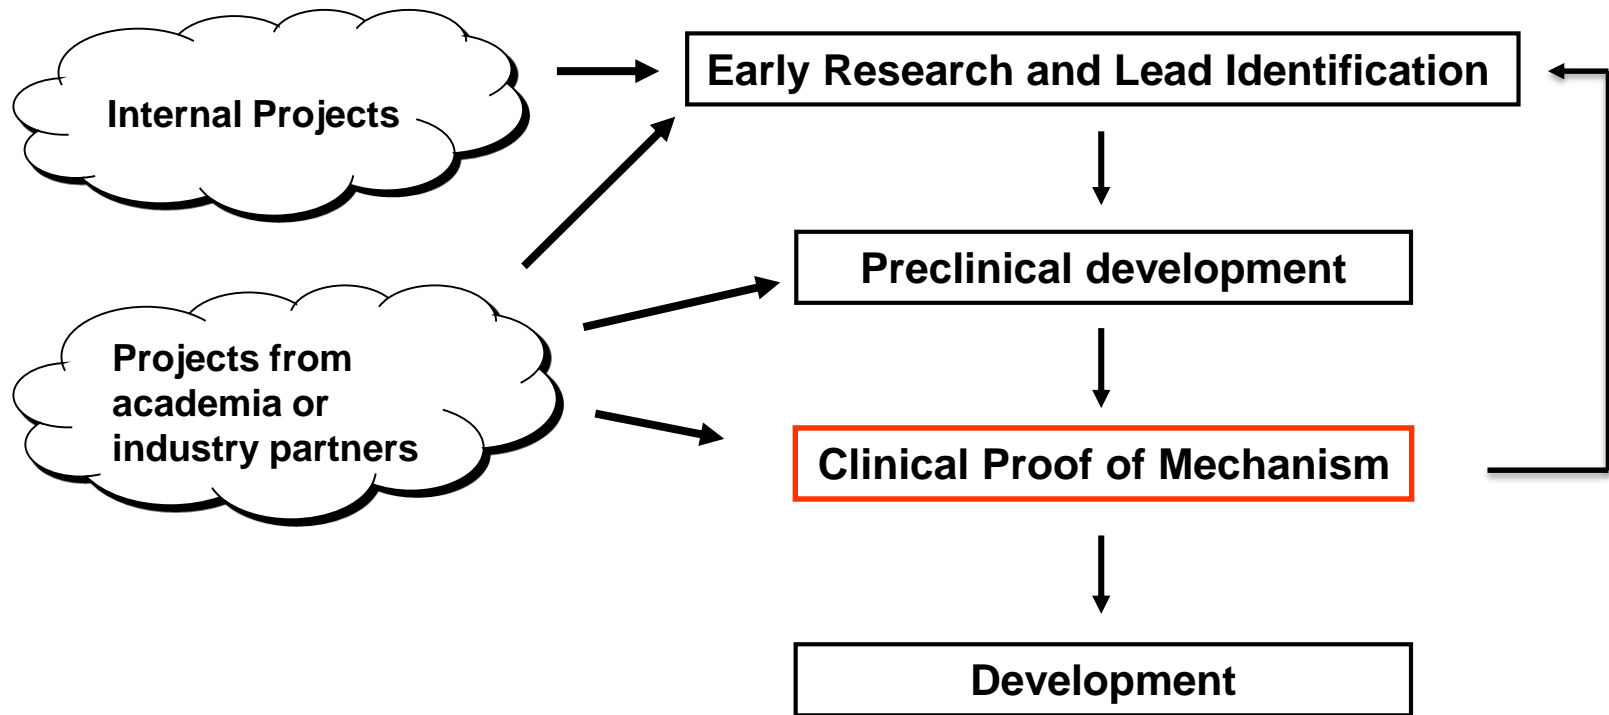 Internal Projects
Early Research and Lead Identification
Preclinical development
Projects from
academia or
industry partners
Clinical Proof of Mechanism
Development